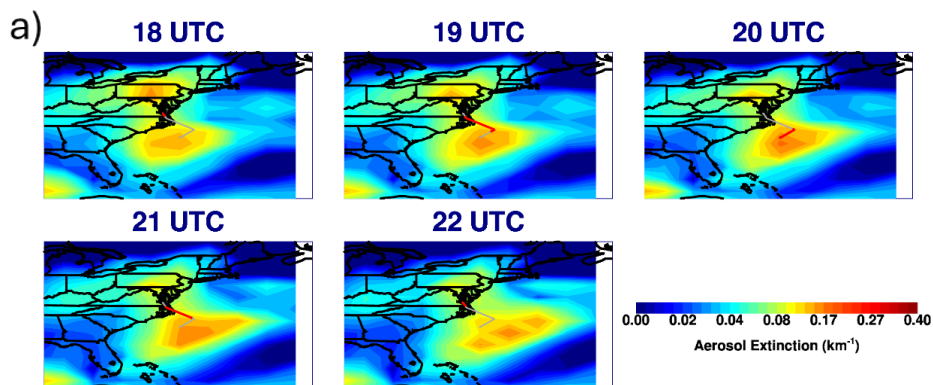 a)
18 UTC
19 UTC
20 UTC
21 UTC
22 UTC
0.00 0.02 0.04 0.08 0.17 0.27 0.40
Aerosol Extinction (km⁻¹)